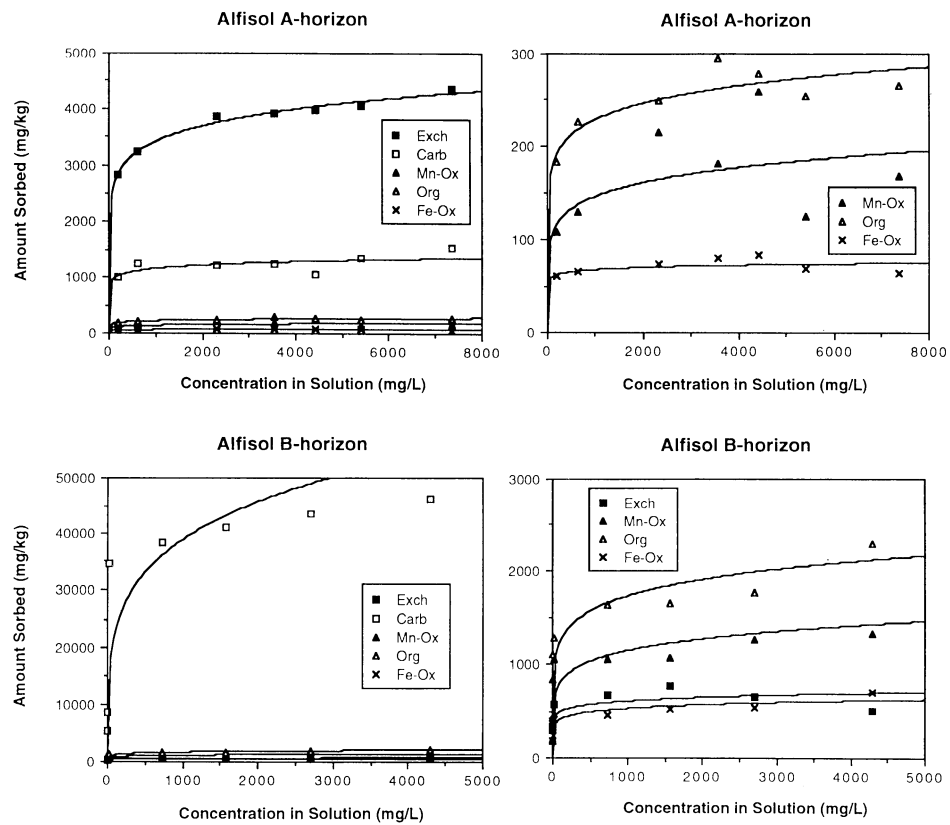 Alfisol A-horizon
5000
4000
3000
2000
1000
0
0 2000 4000 6000 8000
Amount Sorbed (mg/kg)
Concentration in Solution (mg/L)
Exch
Carb
Mn-Ox
Org
Fe-Ox
Alfisol A-horizon
300
200
100
0
0 2000 4000 6000 8000
Concentration in Solution (mg/L)
Mn-Ox
Org
Fe-Ox
Alfisol B-horizon
50000
40000
30000
20000
10000
0
0 1000 2000 3000 4000 5000
Amount Sorbed (mg/kg)
Concentration in Solution (mg/L)
Exch
Carb
Mn-Ox
Org
Fe-Ox
Alfisol B-horizon
3000
2000
1000
0
0 1000 2000 3000 4000 5000
Concentration in Solution (mg/L)
Exch
Mn-Ox
Org
Fe-Ox